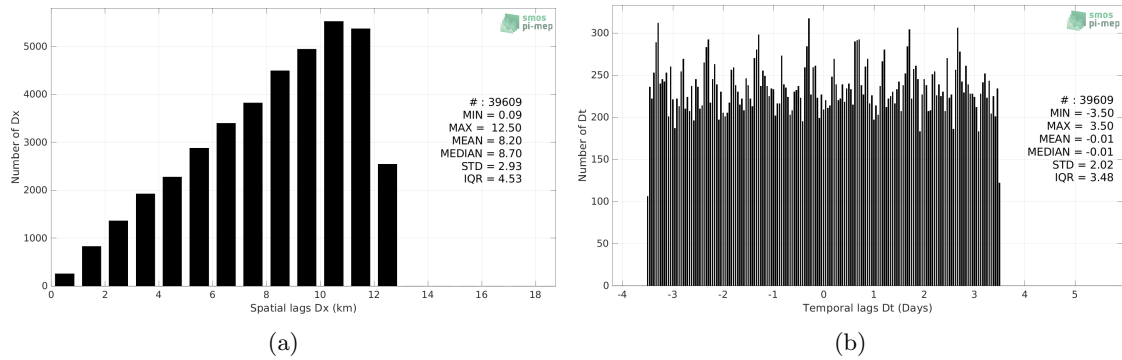 smos
pi-mep
5000
4000
3000
2000
1000
0
Number of Dx
# : 39609
MIN = 0.09
MAX = 12.50
MEAN = 8.20
MEDIAN = 8.70
STD = 2.93
IQR = 4.53
0 2 4 6 8 10 12 14 16 18
Spatial lags Dx (km)
(a)
smos
pi-mep
300
250
200
150
100
50
0
Number of Dt
# : 39609
MIN = -3.50
MAX = 3.50
MEAN = -0.01
MEDIAN = -0.01
STD = 2.02
IQR = 3.48
-4 -3 -2 -1 0 1 2 3 4 5
Temporal lags Dt (Days)
(b)